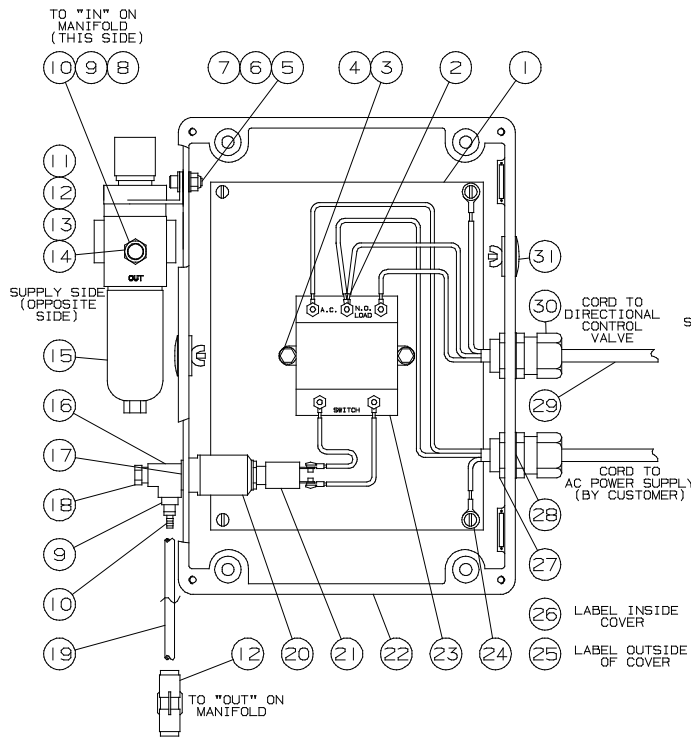 TO "IN" ON
MANIFOLD
(THIS SIDE)
10 9 8
7 6 5
4 3
2
1
11
12
13
14
OUT
SUPPLY SIDE
(OPPOSITE
SIDE)
15
A.C.
N.O.
LOAD
SWITCH
31
30
CORD TO
DIRECTIONAL
CONTROL
VALVE
S
29
16
17
18
9
10
CORD TO
AC POWER SUPPLY
(BY CUSTOMER)
28
27
26
LABEL INSIDE
COVER
25
LABEL OUTSIDE
OF COVER
19
12
20
21
22
23
24
TO "OUT" ON
MANIFOLD